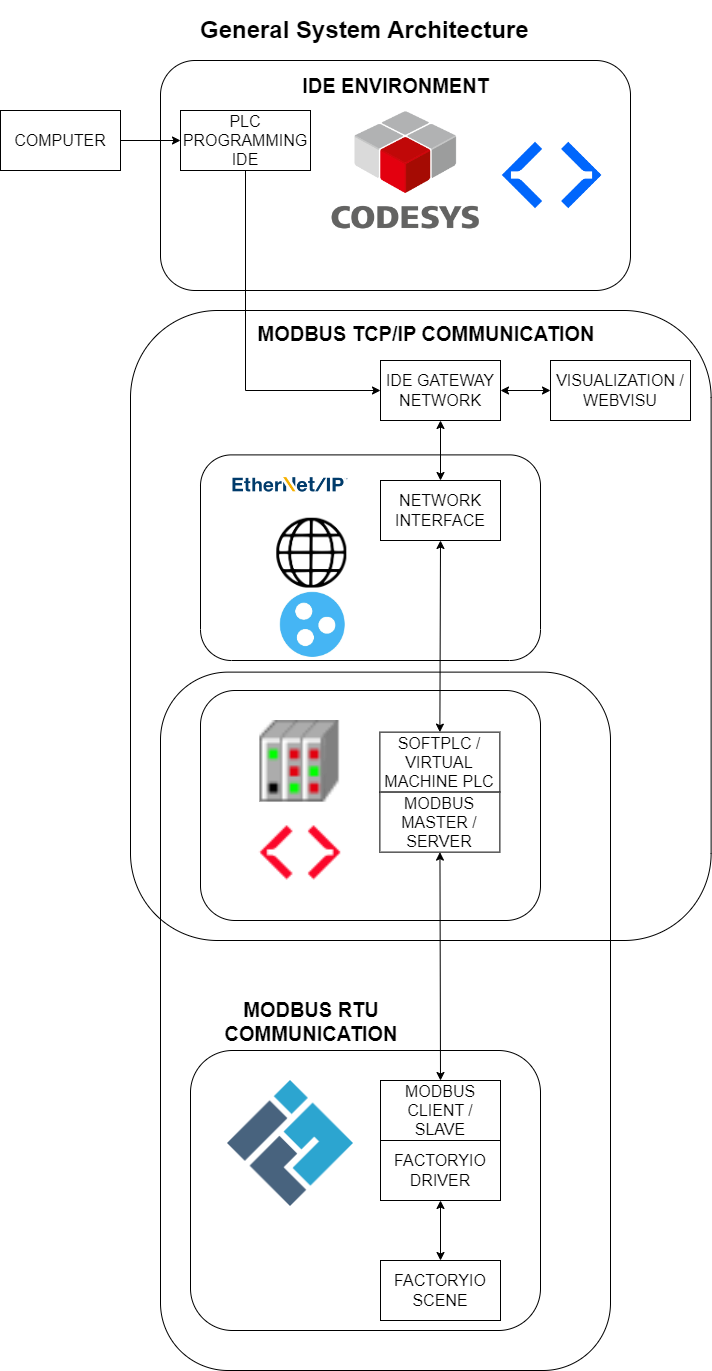 General System Architecture
IDE ENVIRONMENT
COMPUTER
PLC
PROGRAMMING
IDE
CODESYS
MODBUS TCP/IP COMMUNICATION
IDE GATEWAY
NETWORK
VISUALIZATION /
WEBVISU
EtherNet/IP
NETWORK
INTERFACE
SOFTPLC /
VIRTUAL
MACHINE PLC
MODBUS
MASTER /
SERVER
MODBUS RTU
COMMUNICATION
MODBUS
CLIENT /
SLAVE
FACTORYIO
DRIVER
FACTORYIO
SCENE